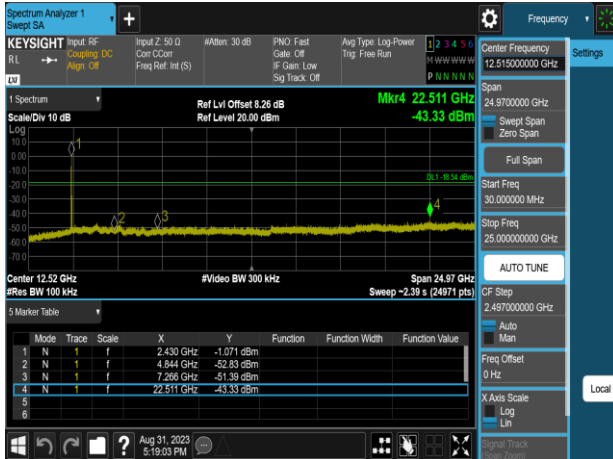 Spectrum Analyzer 1
Swept SA
+
Frequency
KEYSIGHT
RL
LXI
Input: RF
Coupling: DC
Align: Off
Input Z: 50 Ω
Corr CCorr
Freq Ref: Int (S)
#Atten: 30 dB
PNO: Fast
Gate: Off
IF Gain: Low
Sig Track: Off
Avg Type: Log-Power
Trig: Free Run
1 2 3 4 5 6
M W W W W W
P N N N N N
Center Frequency
12.515000000 GHz
Settings
Span
24.9700000 GHz
Swept Span
Zero Span
Full Span
Start Freq
30.000000 MHz
Stop Freq
25.000000000 GHz
AUTO TUNE
CF Step
2.497000000 GHz
Auto
Man
Freq Offset
0 Hz
X Axis Scale
Log
Lin
Signal Track
(Span Zoom)
Local
1 Spectrum
Scale/Div 10 dB
Ref Lvl Offset 8.26 dB
Ref Level 20.00 dBm
Mkr4 22.511 GHz
-43.33 dBm
Log
10.0
0.00
-10.0
-20.0
-30.0
-40.0
-50.0
-60.0
-70.0
1
2
3
4
DL1 -18.54 dBm
Center 12.52 GHz
#Video BW 300 kHz
Span 24.97 GHz
#Res BW 100 kHz
Sweep ~2.39 s (24971 pts)
5 Marker Table
Mode Trace Scale X Y Function Function Width Function Value
1 N 1 f 2.430 GHz -1.071 dBm
2 N 1 f 4.844 GHz -52.83 dBm
3 N 1 f 7.266 GHz -51.39 dBm
4 N 1 f 22.511 GHz -43.33 dBm
5
6
?
Aug 31, 2023
5:19:03 PM